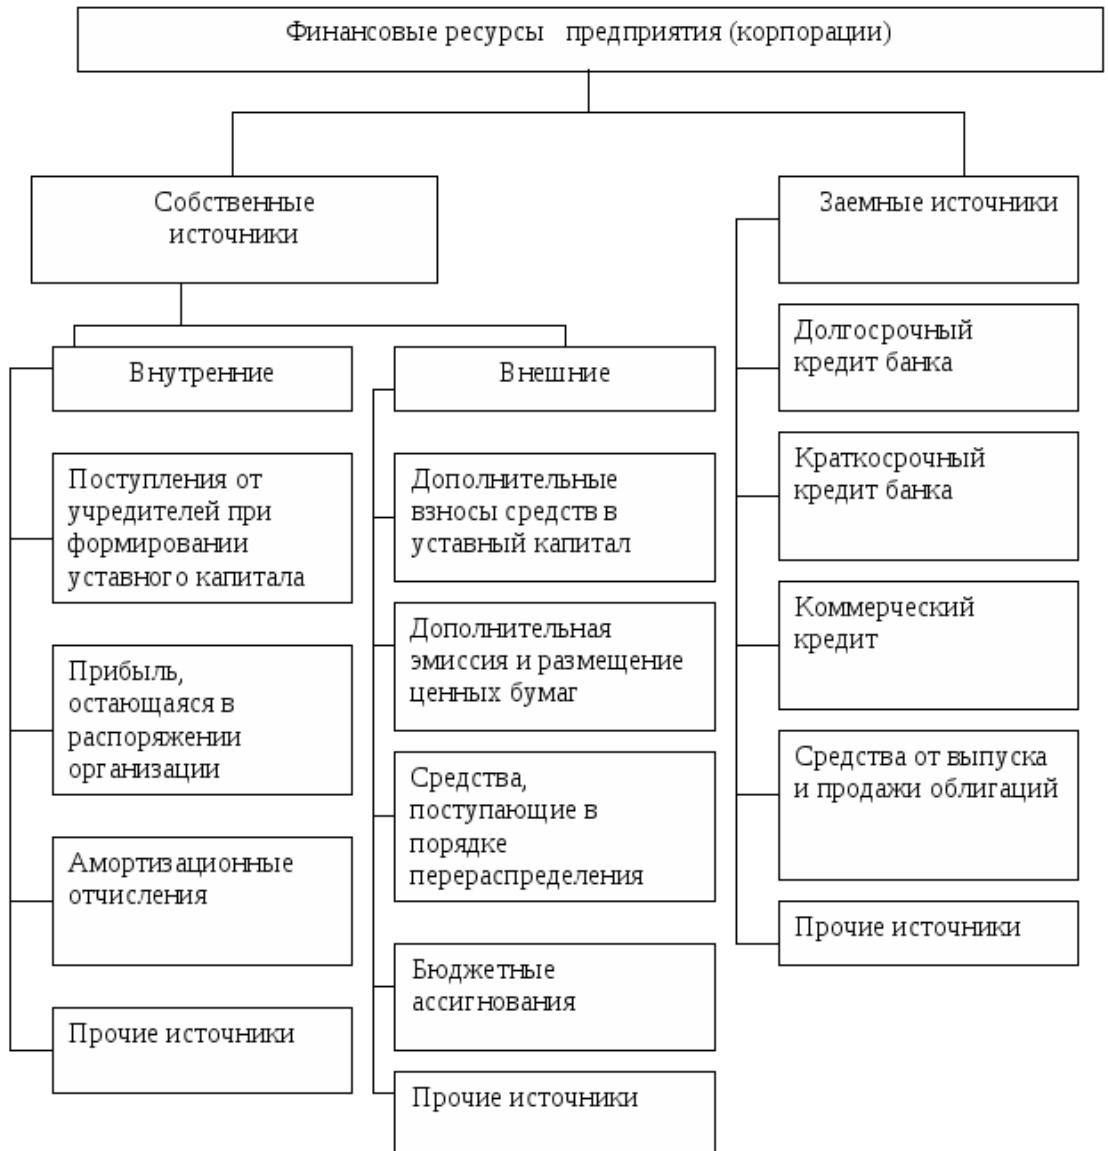 Финансовые ресурсы предприятия (корпорации)
Собственные
источники
Заемные источники
Внутренние
Поступления от
учредителей при
формировании
уставного капитала
Прибыль,
остающаяся в
распоряжении
организации
Амортизационные
отчисления
Прочие источники
Внешние
Дополнительные
взносы средств в
уставный капитал
Дополнительная
эмиссия и размещение
ценных бумаг
Средства,
поступающие в
порядке
перераспределения
Бюджетные
ассигнования
Прочие источники
Долгосрочный
кредит банка
Краткосрочный
кредит банка
Коммерческий
кредит
Средства от выпуска
и продажи облигаций
Прочие источники